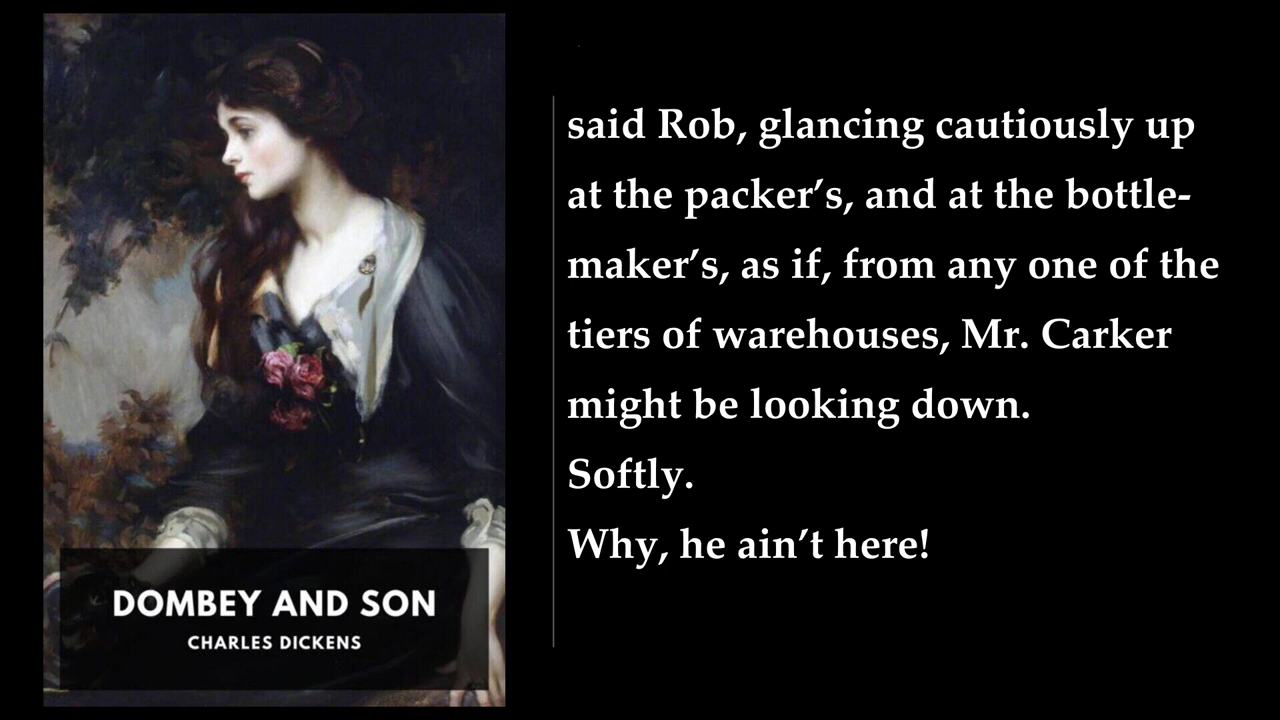 DOMBEY AND SON
CHARLES DICKENS
said Rob, glancing cautiously up
at the packer’s, and at the bottle-
maker’s, as if, from any one of the
tiers of warehouses, Mr. Carker
might be looking down.
Softly.
Why, he ain’t here!